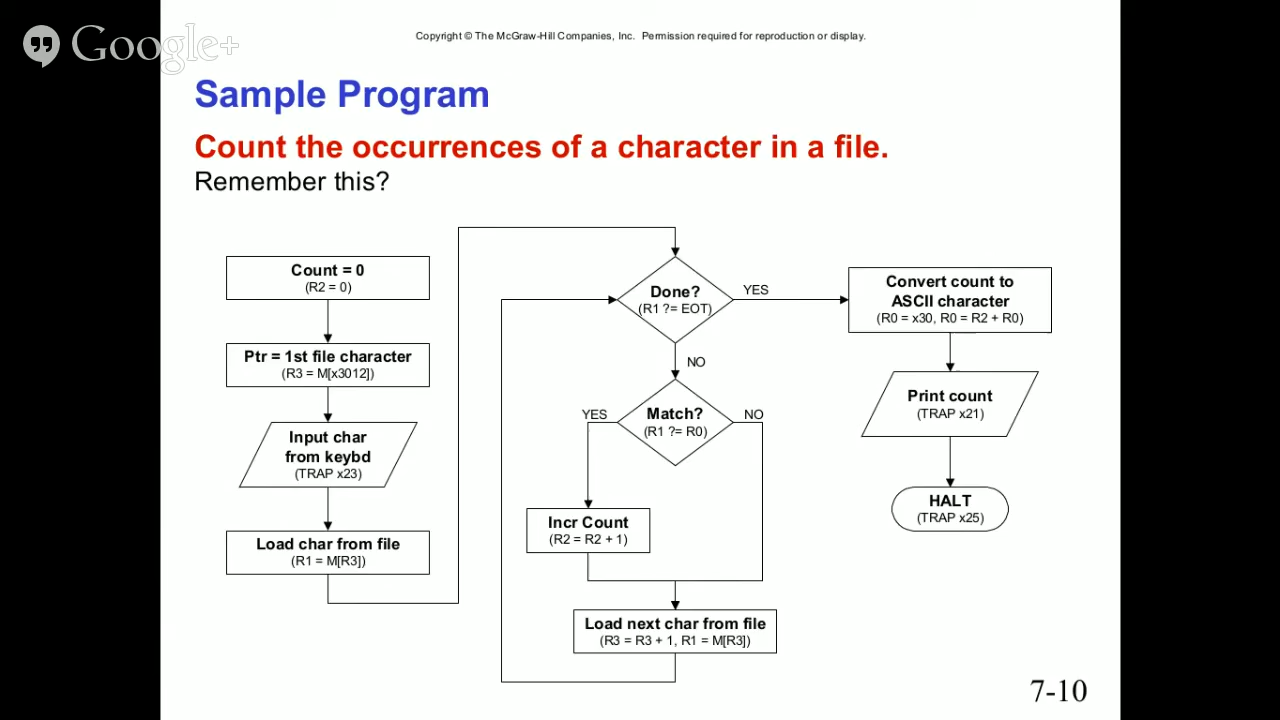 Google+
Copyright © The McGraw-Hill Companies, Inc. Permission required for reproduction or display.
Sample Program
Count the occurrences of a character in a file.
Remember this?
Count = 0
(R2 = 0)
Ptr = 1st file character
(R3 = M[x3012])
Input char
from keybd
(TRAP x23)
Load char from file
(R1 = M[R3])
Done?
(R1 ?= EOT)
YES
NO
Match?
(R1 ?= R0)
YES
NO
Incr Count
(R2 = R2 + 1)
Load next char from file
(R3 = R3 + 1, R1 = M[R3])
Convert count to
ASCII character
(R0 = x30, R0 = R2 + R0)
Print count
(TRAP x21)
HALT
(TRAP x25)
7-10